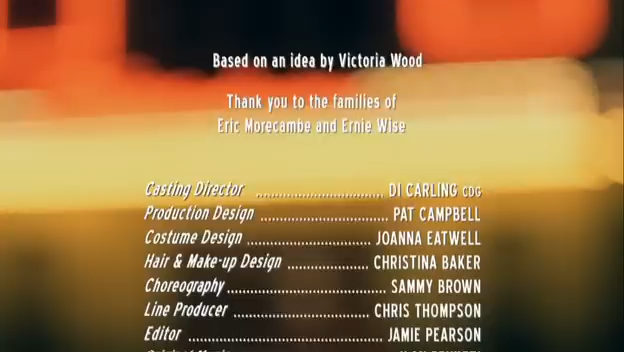 Based on an idea by Victoria Wood
Thank you to the families of
Eric Morecambe and Ernie Wise
Casting Director ................................ DI CARLING CDG
Production Design ................................ PAT CAMPBELL
Costume Design ............................... JOANNA EATWELL
Hair & Make-up Design .................... CHRISTINA BAKER
Choreography ........................................ SAMMY BROWN
Line Producer .................................. CHRIS THOMPSON
Editor ................................................ JAMIE PEARSON